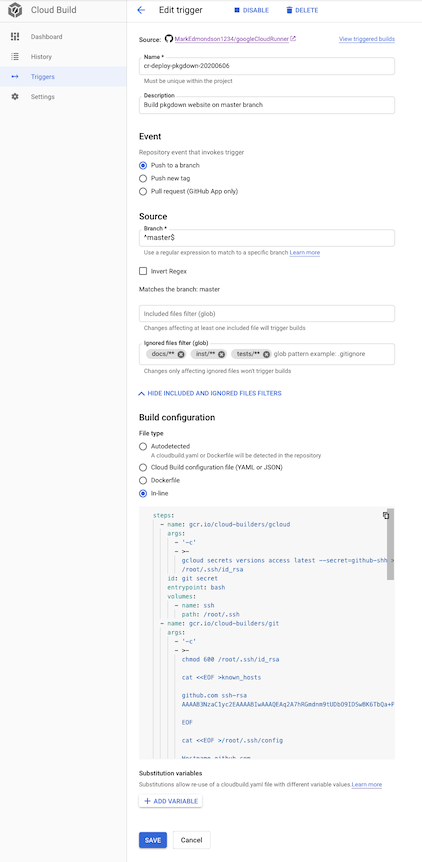 Cloud Build
Edit trigger
DISABLE
DELETE
Dashboard
History
Triggers
Settings
Source: MarkEdmondson1234/googleCloudRunner
View triggered builds
Name *
cr-deploy-pkgdown-20200606
Must be unique within the project
Description
Build pkgdown website on master branch
Event
Repository event that invokes trigger
Push to a branch
Push new tag
Pull request (GitHub App only)
Source
Branch *
^master$
Use a regular expression to match to a specific branch Learn more
Invert Regex
Matches the branch: master
Included files filter (glob)
Changes affecting at least one included file will trigger builds
Ignored files filter (glob)
docs/** inst/** tests/** glob pattern example: .gitignore
Changes only affecting ignored files won't trigger builds
HIDE INCLUDED AND IGNORED FILES FILTERS
Build configuration
File type
Autodetected
A cloudbuild.yaml or Dockerfile will be detected in the repository
Cloud Build configuration file (YAML or JSON)
Dockerfile
In-line
steps:
- name: gcr.io/cloud-builders/gcloud
args:
- '-c'
- >-
gcloud secrets versions access latest --secret=github-shh >
/root/.ssh/id_rsa
id: git secret
entrypoint: bash
volumes:
- name: ssh
path: /root/.ssh
- name: gcr.io/cloud-builders/git
args:
- '-c'
- >-
chmod 600 /root/.ssh/id_rsa
cat <<EOF >known_hosts
github.com ssh-rsa
EOF
cat <<EOF >/root/.ssh/config
Hostname github.com
Substitution variables
Substitutions allow re-use of a cloudbuild.yaml file with different variable values. Learn more
+ ADD VARIABLE
SAVE
Cancel